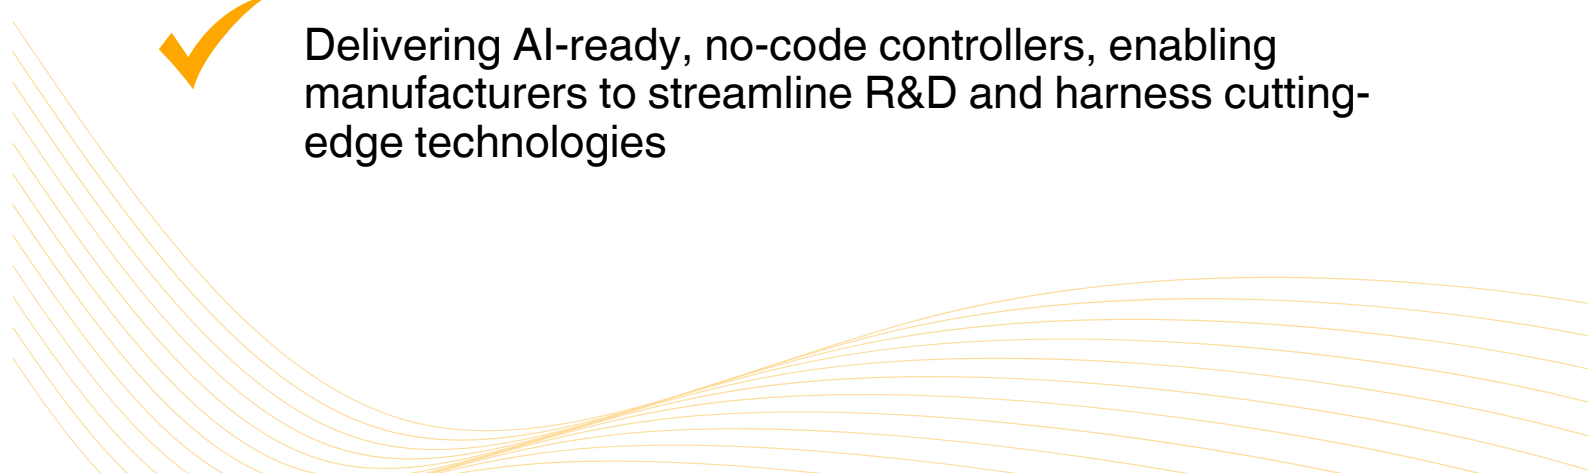 Delivering AI-ready, no-code controllers, enabling
manufacturers to streamline R&D and harness cutting-
edge technologies